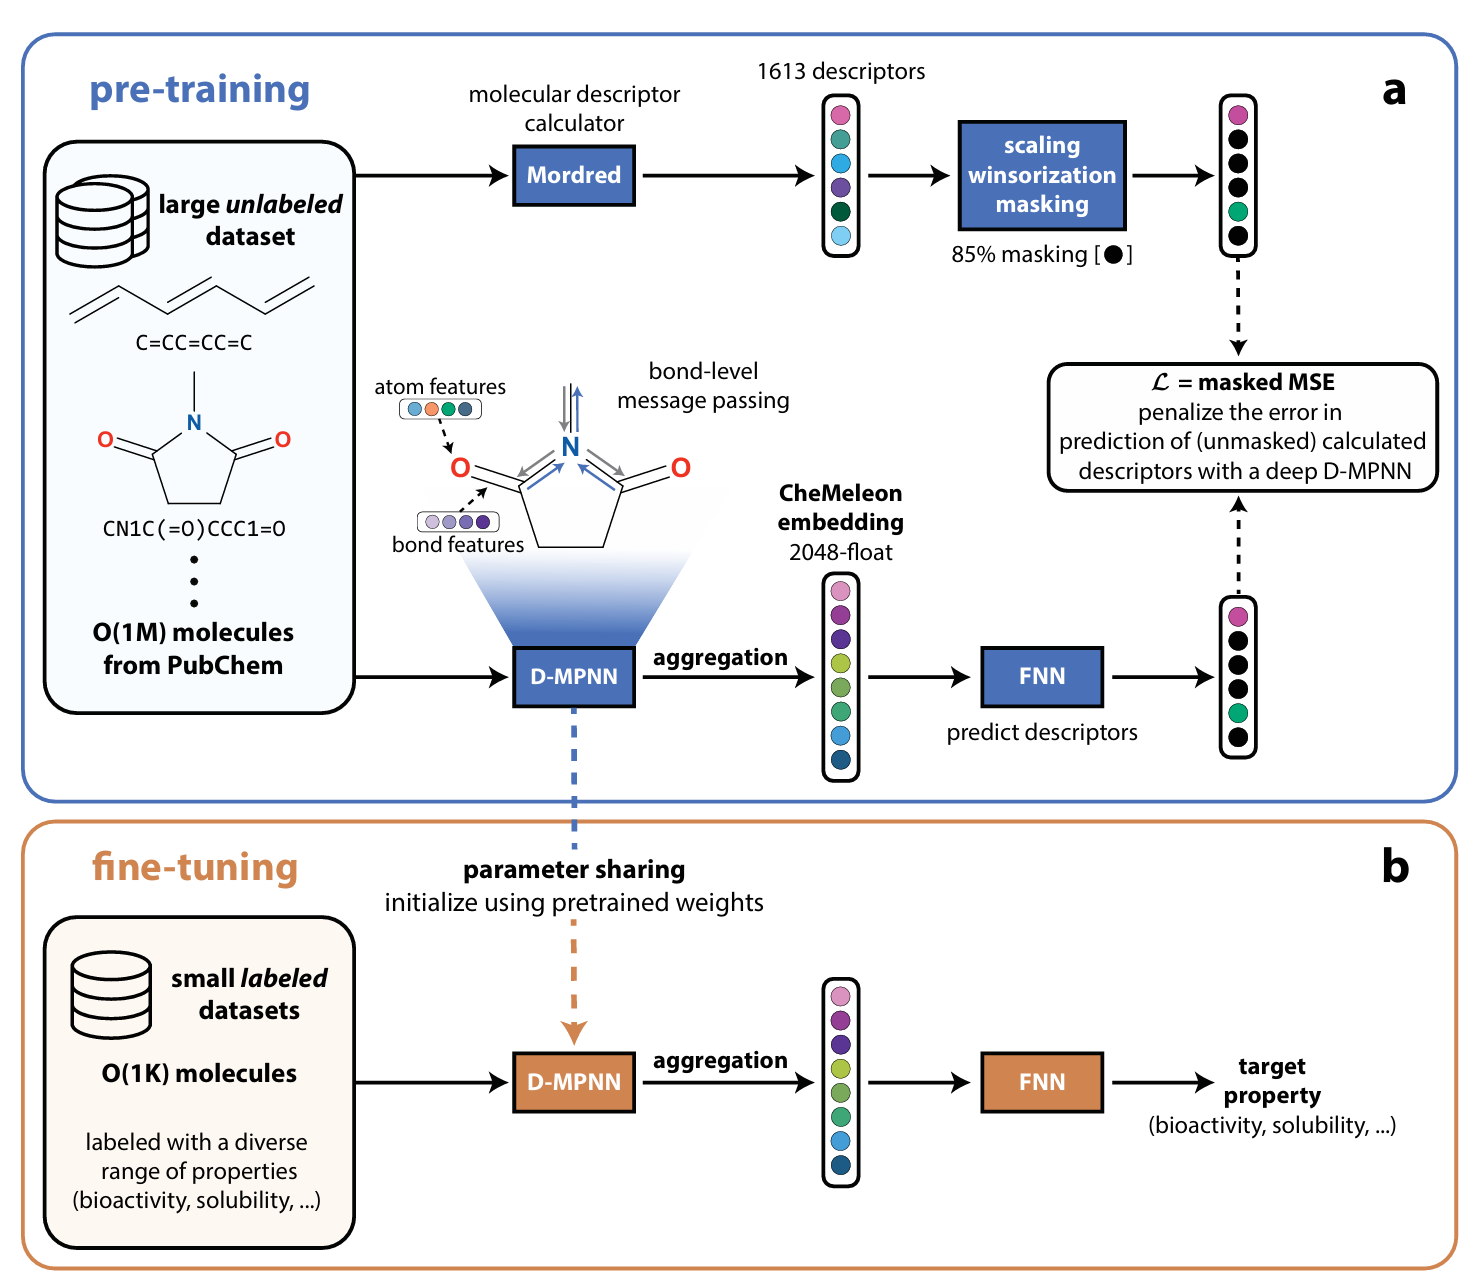 pre-training
a
large unlabeled
dataset
C=CC=CC=C
N
O
O
CN1C(=O)CCC1=O
O(1M) molecules
from PubChem
molecular descriptor
calculator
Mordred
1613 descriptors
scaling
winsorization
masking
85% masking [●]
atom features
bond-level
message passing
N
O
O
bond features
D-MPNN
aggregation
CheMeleon
embedding
2048-float
FNN
predict descriptors
ℒ = masked MSE
penalize the error in
prediction of (unmasked) calculated
descriptors with a deep D-MPNN
parameter sharing
initialize using pretrained weights
fine-tuning
b
small labeled
datasets
O(1K) molecules
labeled with a diverse
range of properties
(bioactivity, solubility, ...)
D-MPNN
aggregation
FNN
target
property
(bioactivity, solubility, ...)